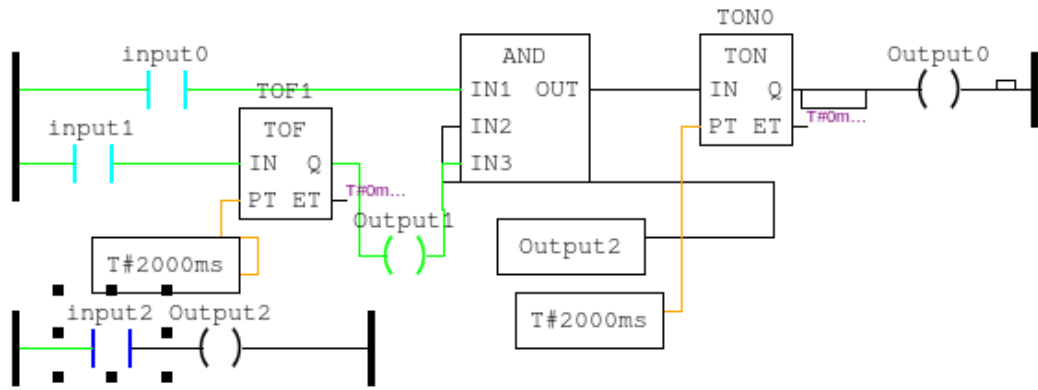 TON0
input0
AND
TON
Output0
TOF1
IN1 OUT
IN Q
input1
TOF
IN2
PT ET
T#0m...
IN Q
IN3
PT ET
T#0m...
Output1
Output2
T#2000ms
T#2000ms
input2
Output2